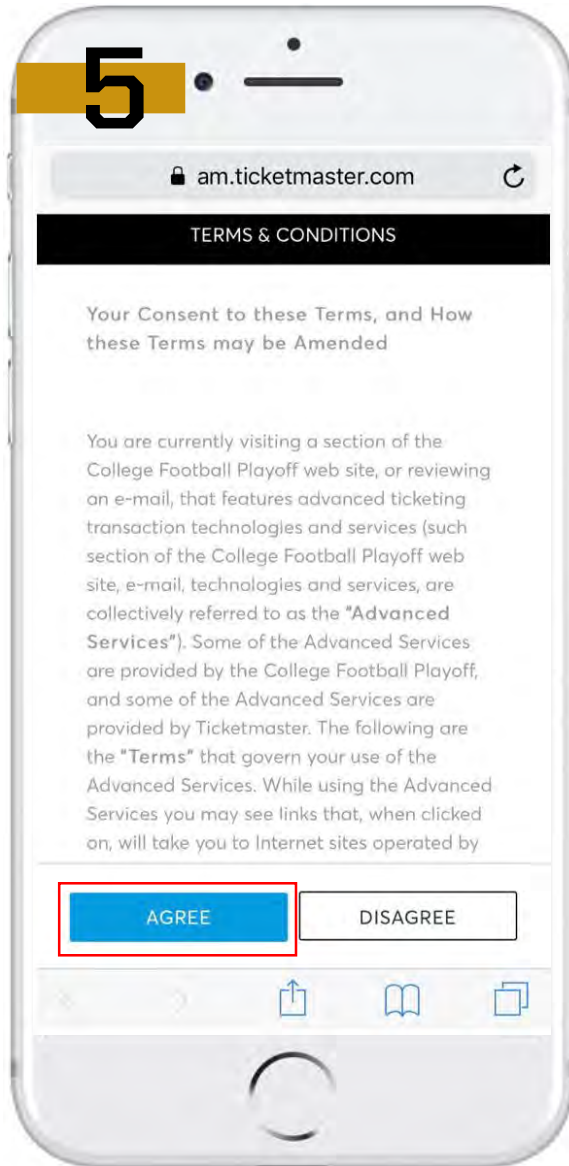 5
am.ticketmaster.com
TERMS & CONDITIONS
Your Consent to these Terms, and How
these Terms may be Amended
You are currently visiting a section of the
College Football Playoff web site, or reviewing
an e-mail, that features advanced ticketing
transaction technologies and services (such
section of the College Football Playoff web
site, e-mail, technologies and services, are
collectively referred to as the "Advanced
Services"). Some of the Advanced Services
are provided by the College Football Playoff,
and some of the Advanced Services are
provided by Ticketmaster. The following are
the "Terms" that govern your use of the
Advanced Services. While using the Advanced
Services you may see links that, when clicked
on, will take you to Internet sites operated by
AGREE
DISAGREE